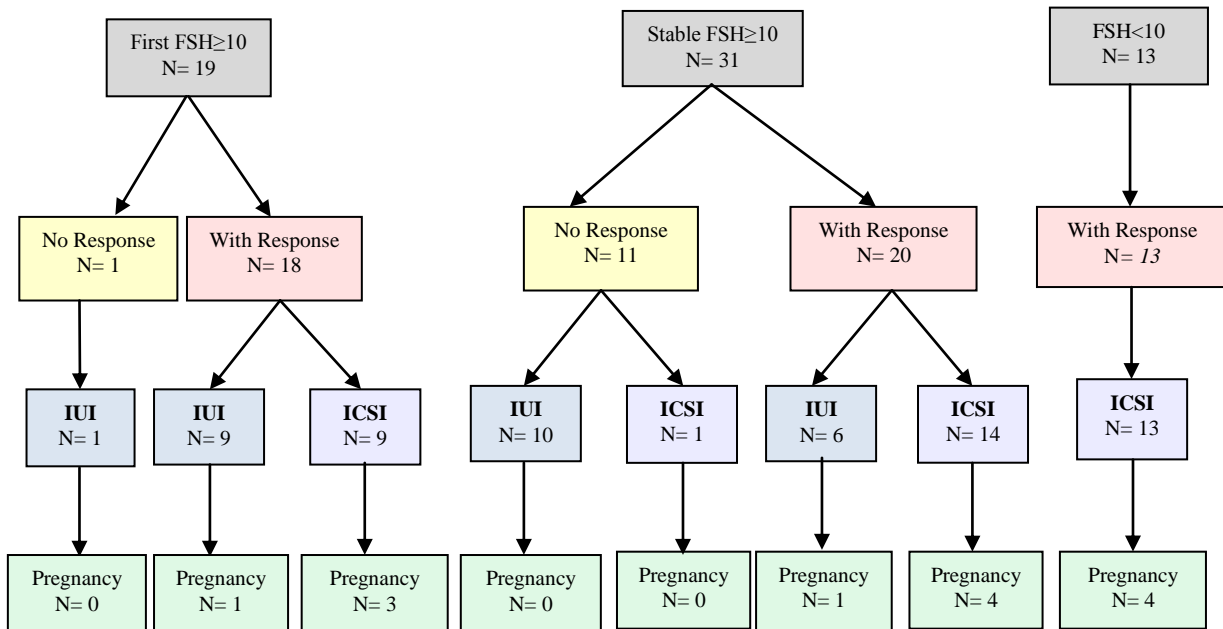 First FSH≥10
N= 19
Stable FSH≥10
N= 31
FSH<10
N= 13
No Response
N= 1
With Response
N= 18
No Response
N= 11
With Response
N= 20
With Response
N= 13
IUI
N= 1
IUI
N= 9
ICSI
N= 9
IUI
N= 10
ICSI
N= 1
IUI
N= 6
ICSI
N= 14
ICSI
N= 13
Pregnancy
N= 0
Pregnancy
N= 1
Pregnancy
N= 3
Pregnancy
N= 0
Pregnancy
N= 0
Pregnancy
N= 1
Pregnancy
N= 4
Pregnancy
N= 4